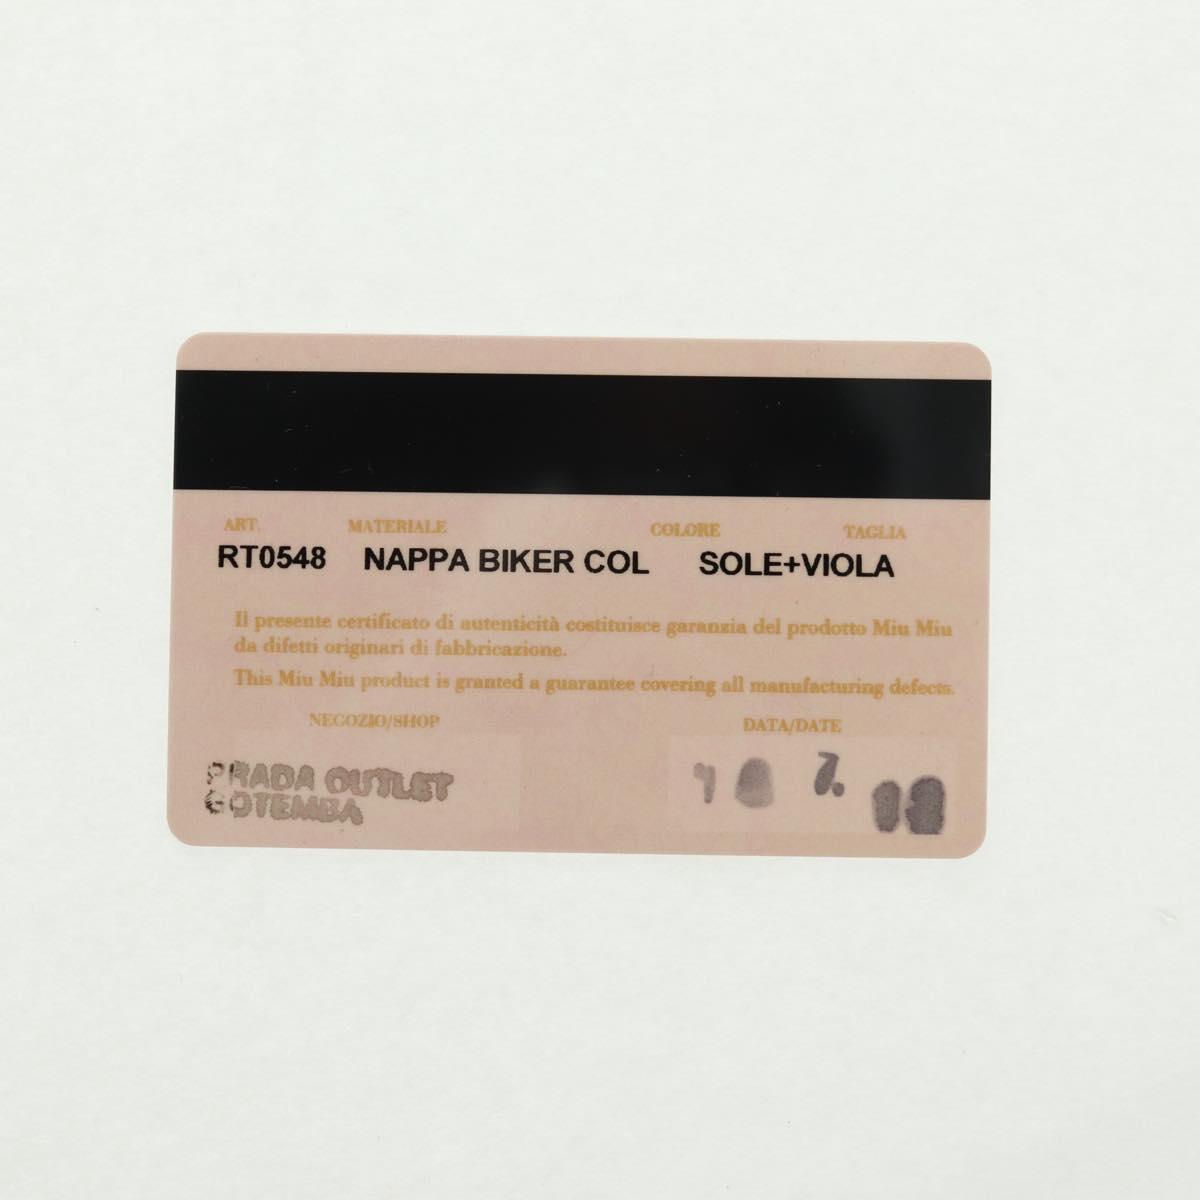 ART. MATERIALE COLORE TAGLIA
RT0548 NAPPA BIKER COL SOLE+VIOLA
Il presente certificato di autenticità costituisce garanzia del prodotto Miu Miu
da difetti originari di fabbricazione.
This Miu Miu product is granted a guarantee covering all manufacturing defects.
NEGOZIO/SHOP DATA/DATE
PRADA OUTLET
GOTEMBA